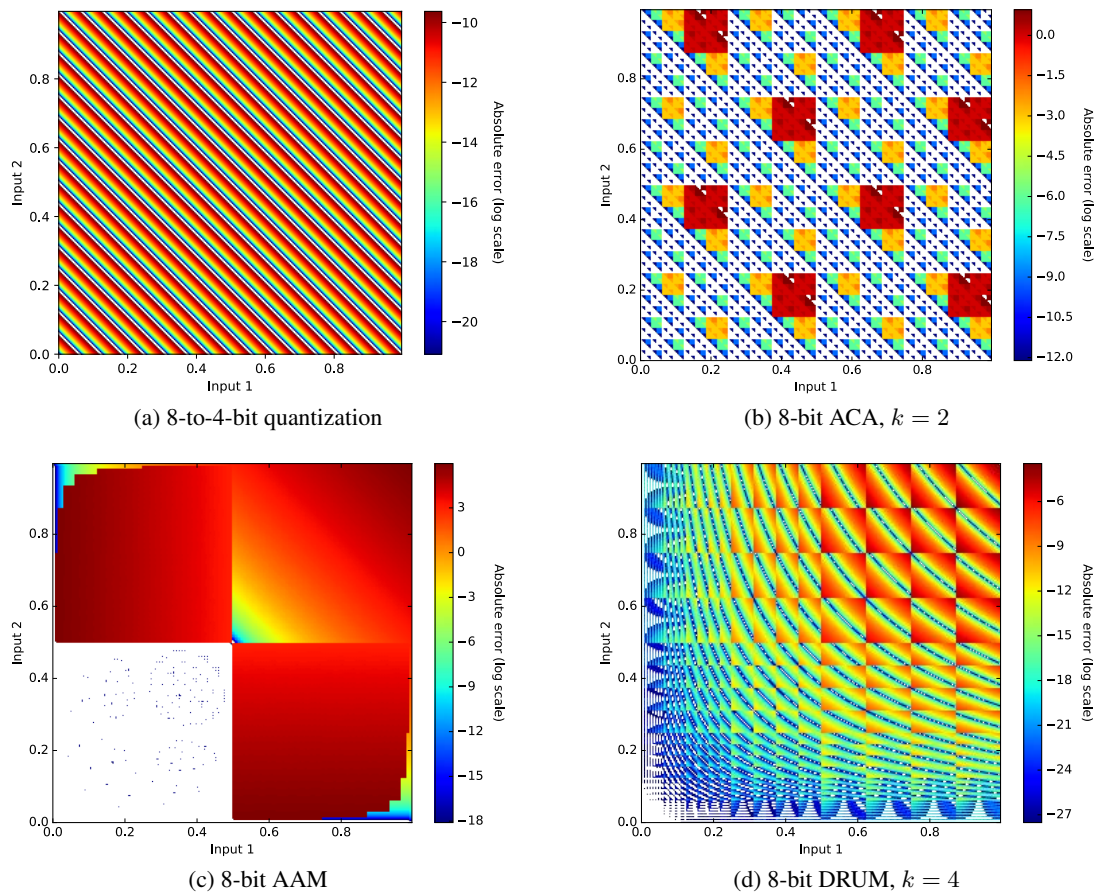 0.8
0.6
0.4
0.2
0.0
Input 2
0.0 0.2 0.4 0.6 0.8
Input 1
−10
−12
−14
−16
−18
−20
Absolute error (log scale)
(a) 8-to-4-bit quantization
0.8
0.6
0.4
0.2
0.0
Input 2
0.0 0.2 0.4 0.6 0.8
Input 1
0.0
−1.5
−3.0
−4.5
−6.0
−7.5
−9.0
−10.5
−12.0
Absolute error (log scale)
(b) 8-bit ACA, k = 2
0.8
0.6
0.4
0.2
0.0
Input 2
0.0 0.2 0.4 0.6 0.8
Input 1
3
0
−3
−6
−9
−12
−15
−18
Absolute error (log scale)
(c) 8-bit AAM
0.8
0.6
0.4
0.2
0.0
Input 2
0.0 0.2 0.4 0.6 0.8
Input 1
−6
−9
−12
−15
−18
−21
−24
−27
Absolute error (log scale)
(d) 8-bit DRUM, k = 4